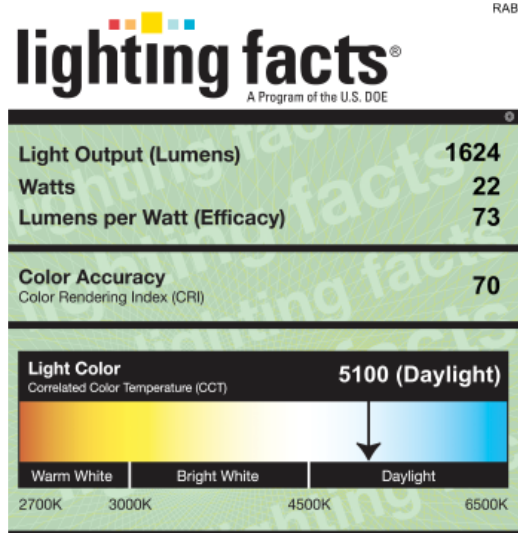 RAB
lighting facts®
A Program of the U.S. DOE
Light Output (Lumens) 1624
Watts 22
Lumens per Watt (Efficacy) 73
Color Accuracy
Color Rendering Index (CRI) 70
Light Color
Correlated Color Temperature (CCT) 5100 (Daylight)
Warm White Bright White Daylight
2700K 3000K 4500K 6500K